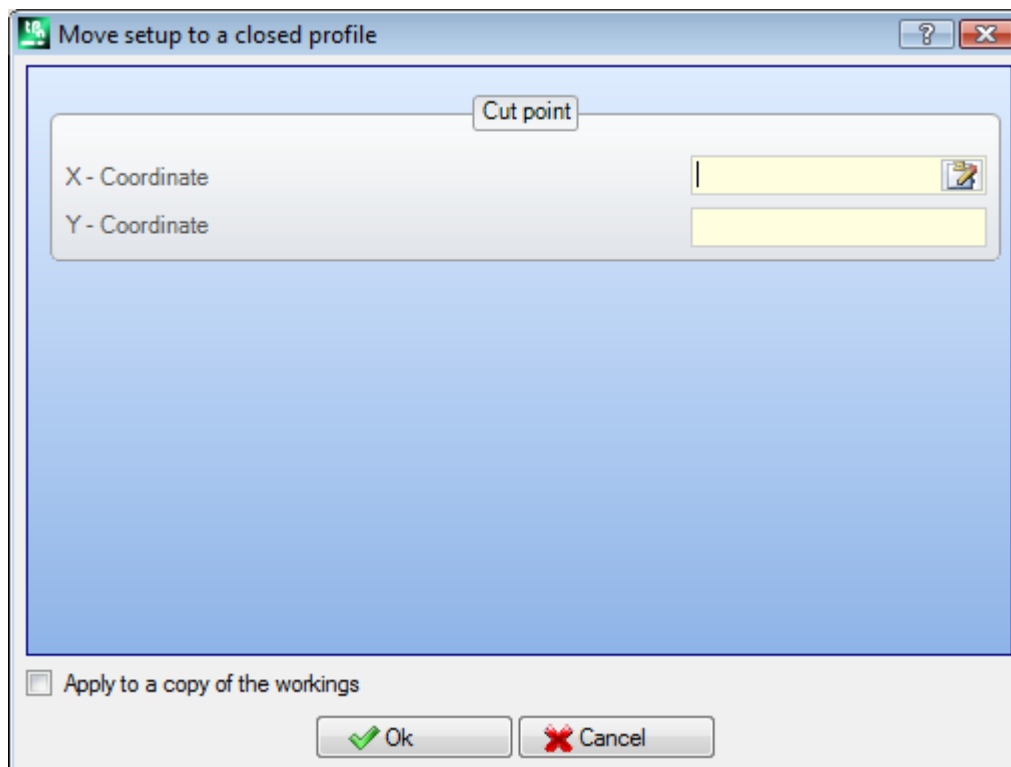 Move setup to a closed profile
Cut point
X - Coordinate
Y - Coordinate
Apply to a copy of the workings
Ok
Cancel